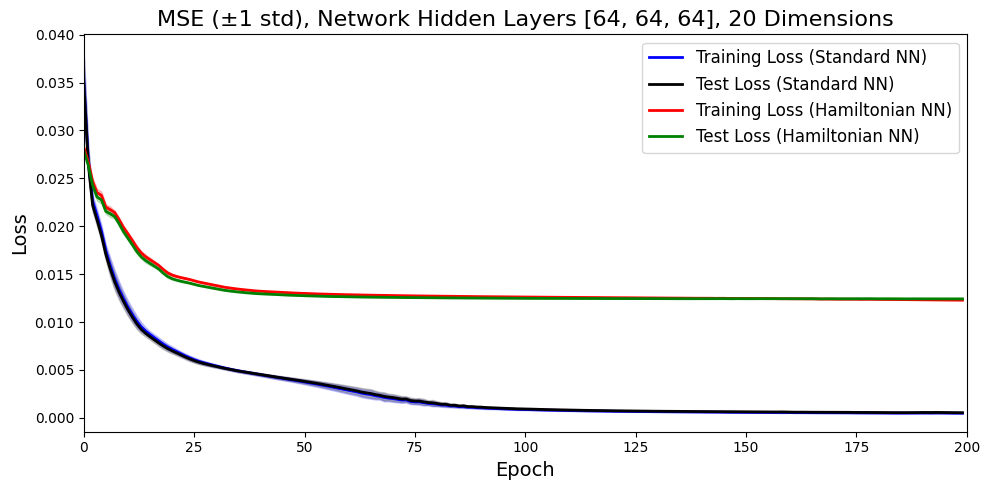 MSE (±1 std), Network Hidden Layers [64, 64, 64], 20 Dimensions
Loss
0.040
0.035
0.030
0.025
0.020
0.015
0.010
0.005
0.000
Training Loss (Standard NN)
Test Loss (Standard NN)
Training Loss (Hamiltonian NN)
Test Loss (Hamiltonian NN)
0 25 50 75 100 125 150 175 200
Epoch